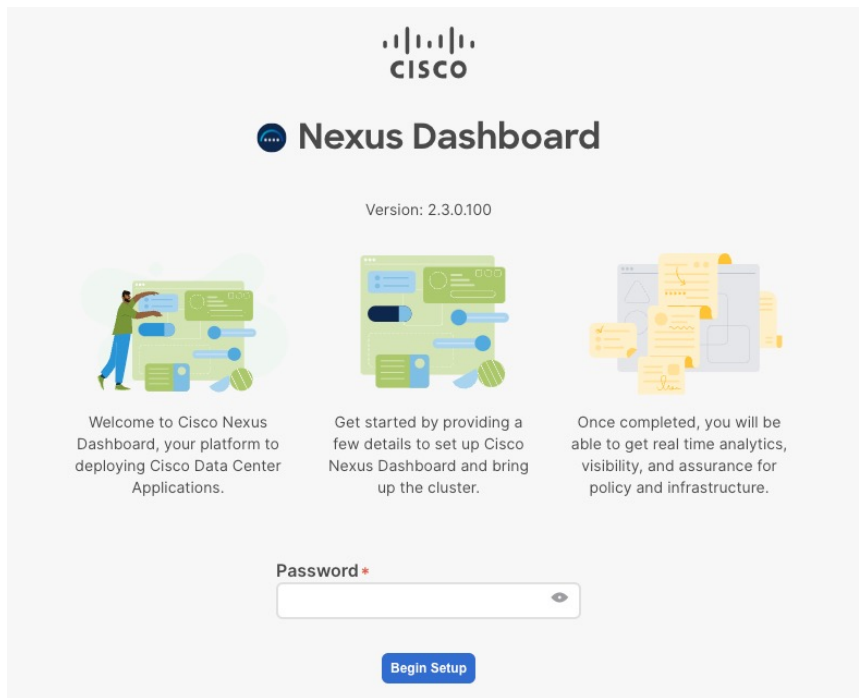 CISCO
Nexus Dashboard
Version: 2.3.0.100
Welcome to Cisco Nexus
Dashboard, your platform to
deploying Cisco Data Center
Applications.
Get started by providing a
few details to set up Cisco
Nexus Dashboard and bring
up the cluster.
Once completed, you will be
able to get real time analytics,
visibility, and assurance for
policy and infrastructure.
Password *
Begin Setup